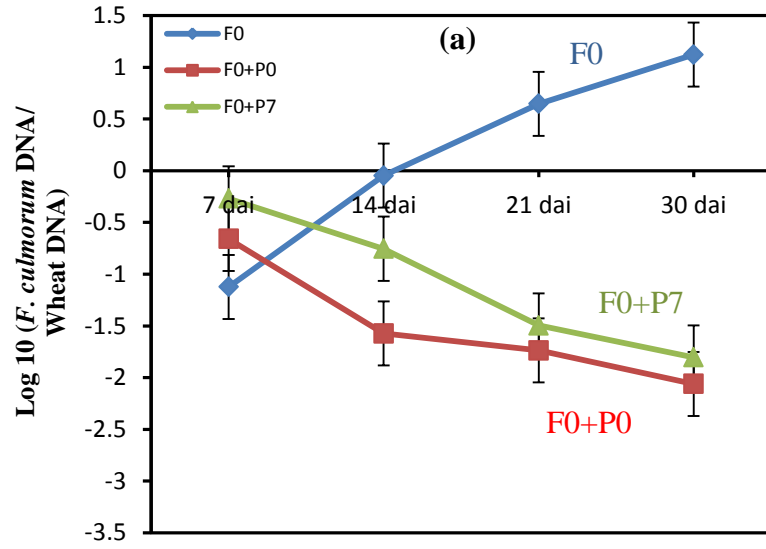 (a)
F0
F0+P0
F0+P7
F0
F0+P7
F0+P0
Log 10 (F. culmorum DNA/
Wheat DNA)
1.5
1
0.5
0
-0.5
-1
-1.5
-2
-2.5
-3
-3.5
7 dai 14 dai 21 dai 30 dai